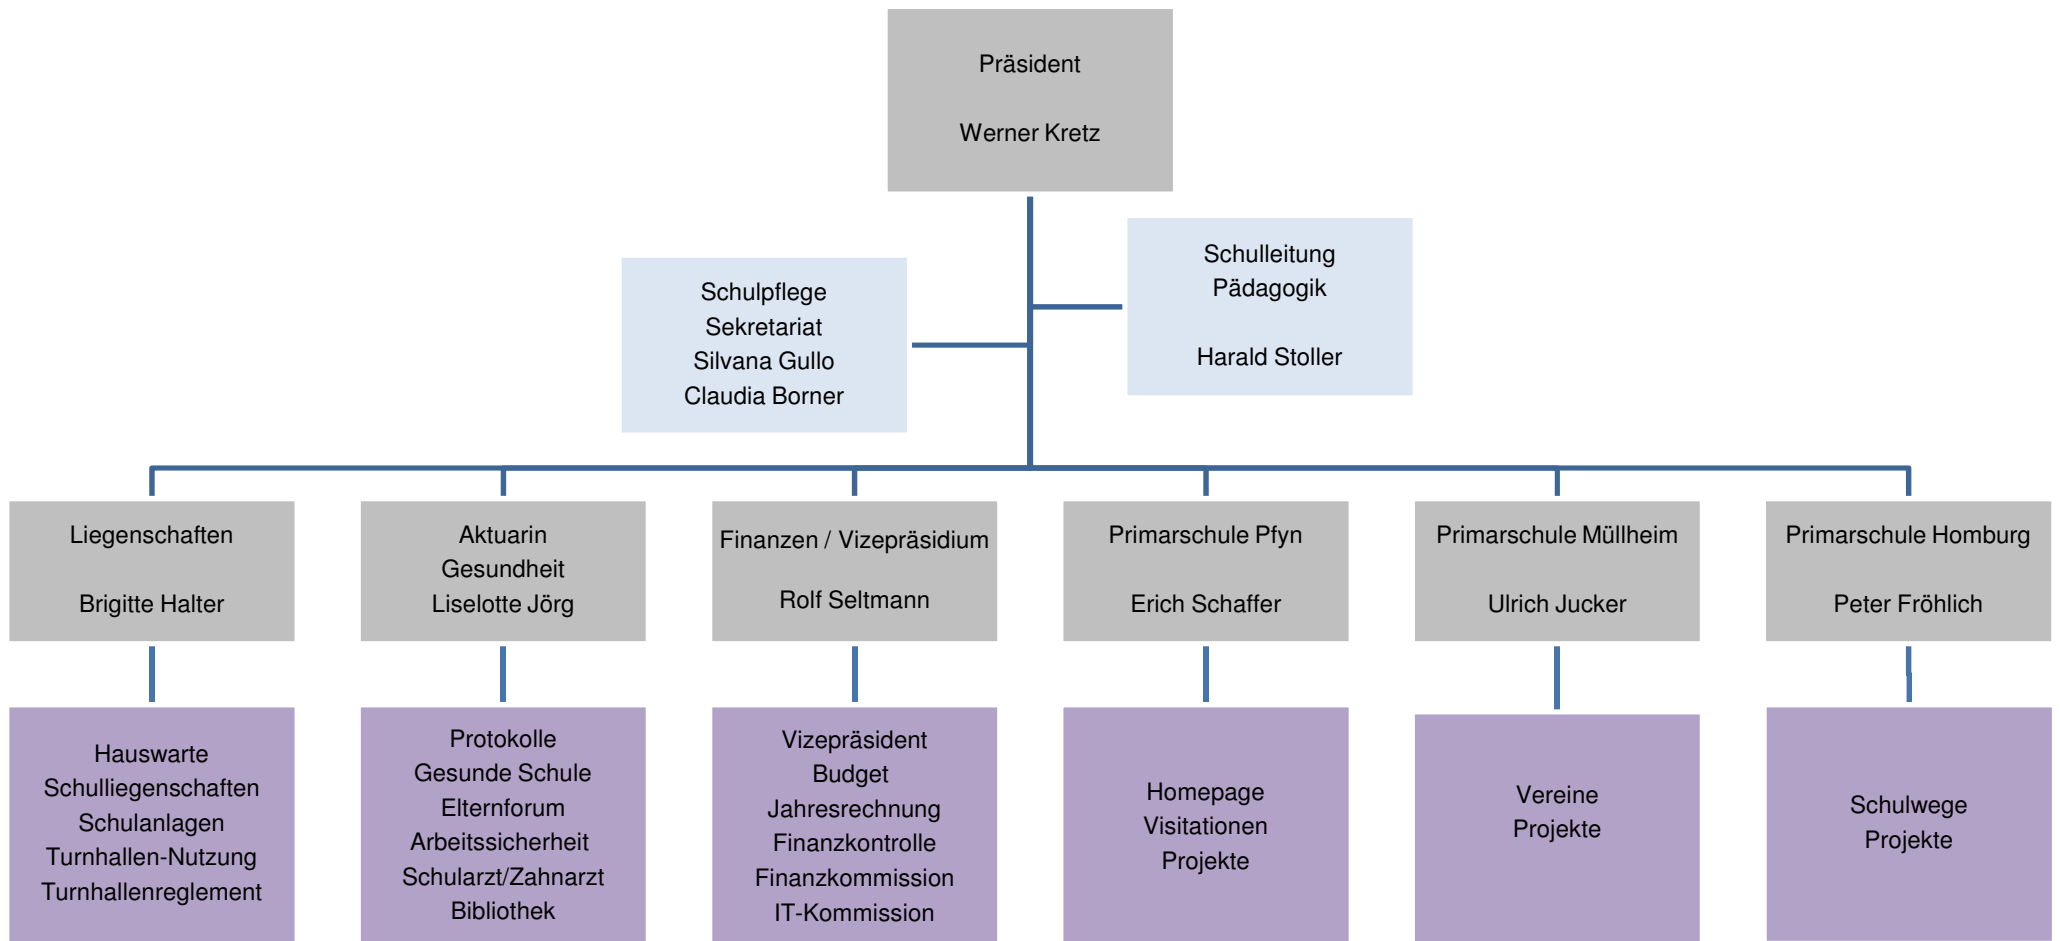 Präsident
Werner Kretz
Schulleitung
Pädagogik
Harald Stoller
Schulpflege
Sekretariat
Silvana Gullo
Claudia Borner
Liegenschaften
Brigitte Halter
Aktuarin
Gesundheit
Liselotte Jörg
Finanzen / Vizepräsidium
Rolf Seltmann
Primarschule Pfyn
Erich Schaffer
Primarschule Müllheim
Ulrich Jucker
Primarschule Homburg
Peter Fröhlich
Hauswarte
Schulliegenschaften
Schulanlagen
Turnhallen-Nutzung
Turnhallenreglement
Protokolle
Gesunde Schule
Elternforum
Arbeitssicherheit
Schularzt/Zahnarzt
Bibliothek
Vizepräsident
Budget
Jahresrechnung
Finanzkontrolle
Finanzkommission
IT-Kommission
Homepage
Visitationen
Projekte
Vereine
Projekte
Schulwege
Projekte